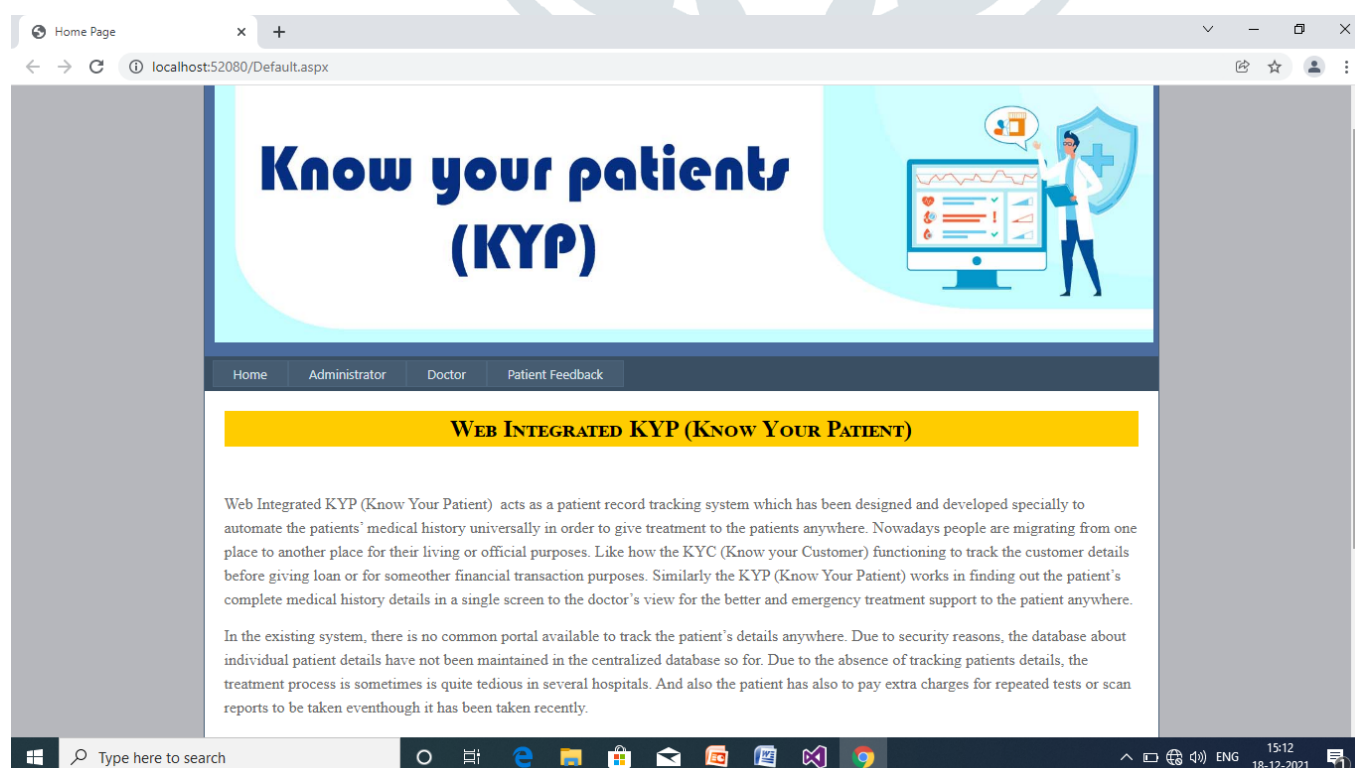 Home Page
localhost:52080/Default.aspx
Know your patients
(KYP)
Home Administrator Doctor Patient Feedback
Web Integrated KYP (Know Your Patient)
Web Integrated KYP (Know Your Patient) acts as a patient record tracking system which has been designed and developed specially to
automate the patients’ medical history universally in order to give treatment to the patients anywhere. Nowadays people are migrating from one
place to another place for their living or official purposes. Like how the KYC (Know your Customer) functioning to track the customer details
before giving loan or for someother financial transaction purposes. Similarly the KYP (Know Your Patient) works in finding out the patient’s
complete medical history details in a single screen to the doctor’s view for the better and emergency treatment support to the patient anywhere.
In the existing system, there is no common portal available to track the patient’s details anywhere. Due to security reasons, the database about
individual patient details have not been maintained in the centralized database so for. Due to the absence of tracking patients details, the
treatment process is sometimes is quite tedious in several hospitals. And also the patient has also to pay extra charges for repeated tests or scan
reports to be taken eventhough it has been taken recently.
Type here to search
ENG
15:12
18-12-2021
1